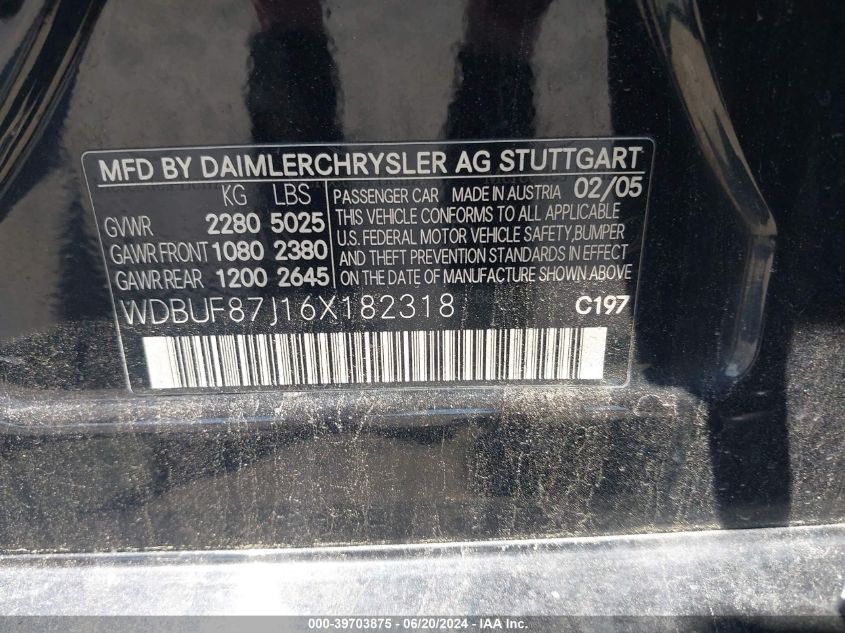 MFD BY DAIMLERCHRYSLER AG STUTTGART
KG LBS
GVWR 2280 5025
GAWR FRONT 1080 2380
GAWR REAR 1200 2645
PASSENGER CAR MADE IN AUSTRIA 02/05
THIS VEHICLE CONFORMS TO ALL APPLICABLE
U.S. FEDERAL MOTOR VEHICLE SAFETY, BUMPER
AND THEFT PREVENTION STANDARDS IN EFFECT
ON THE DATE OF MANUFACTURE SHOWN ABOVE
WDBUF87J16X182318 C197
000-39703875 - 06/20/2024 - IAA Inc.